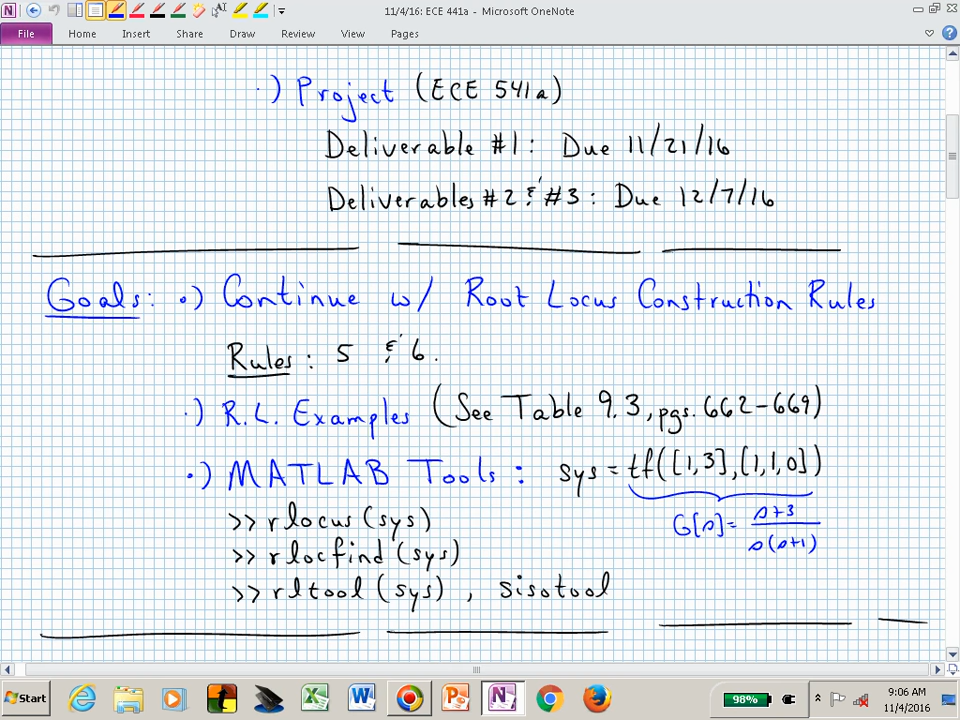 11/4/16: ECE 441a - Microsoft OneNote
File Home Insert Share Draw Review View Pages
·) Project (ECE 541a)
Deliverable #1: Due 11/21/16
Deliverables #2 & #3: Due 12/7/16
Goals: ·) Continue w/ Root Locus Construction Rules
Rules: 5 & 6.
·) R.L. Examples (See Table 9.3, pgs. 662-669)
·) MATLAB Tools: sys = tf([1,3],[1,1,0])
G[s] = s+3 / s(s+1)
>> rlocus(sys)
>> rlocfind(sys)
>> rltool(sys), sisotool
Start
98%
9:06 AM
11/4/2016